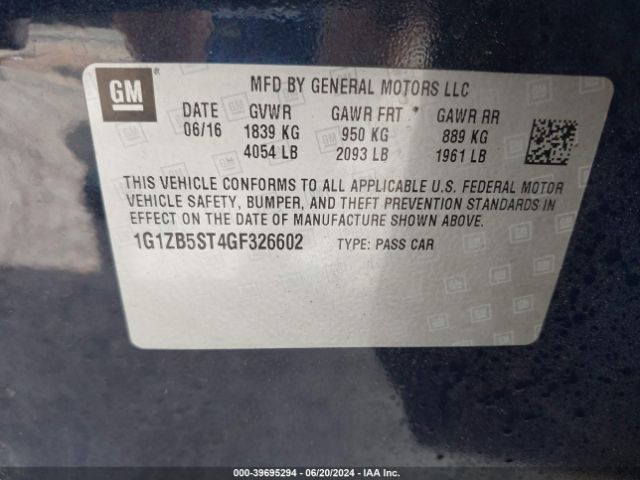 GM
MFD BY GENERAL MOTORS LLC
DATE GVWR GAWR FRT GAWR RR
06/16 1839 KG 950 KG 889 KG
4054 LB 2093 LB 1961 LB
THIS VEHICLE CONFORMS TO ALL APPLICABLE U.S. FEDERAL MOTOR
VEHICLE SAFETY, BUMPER, AND THEFT PREVENTION STANDARDS IN
EFFECT ON THE DATE OF MANUFACTURE SHOWN ABOVE.
1G1ZB5ST4GF326602 TYPE: PASS CAR
000-39695294 - 06/20/2024 - IAA Inc.